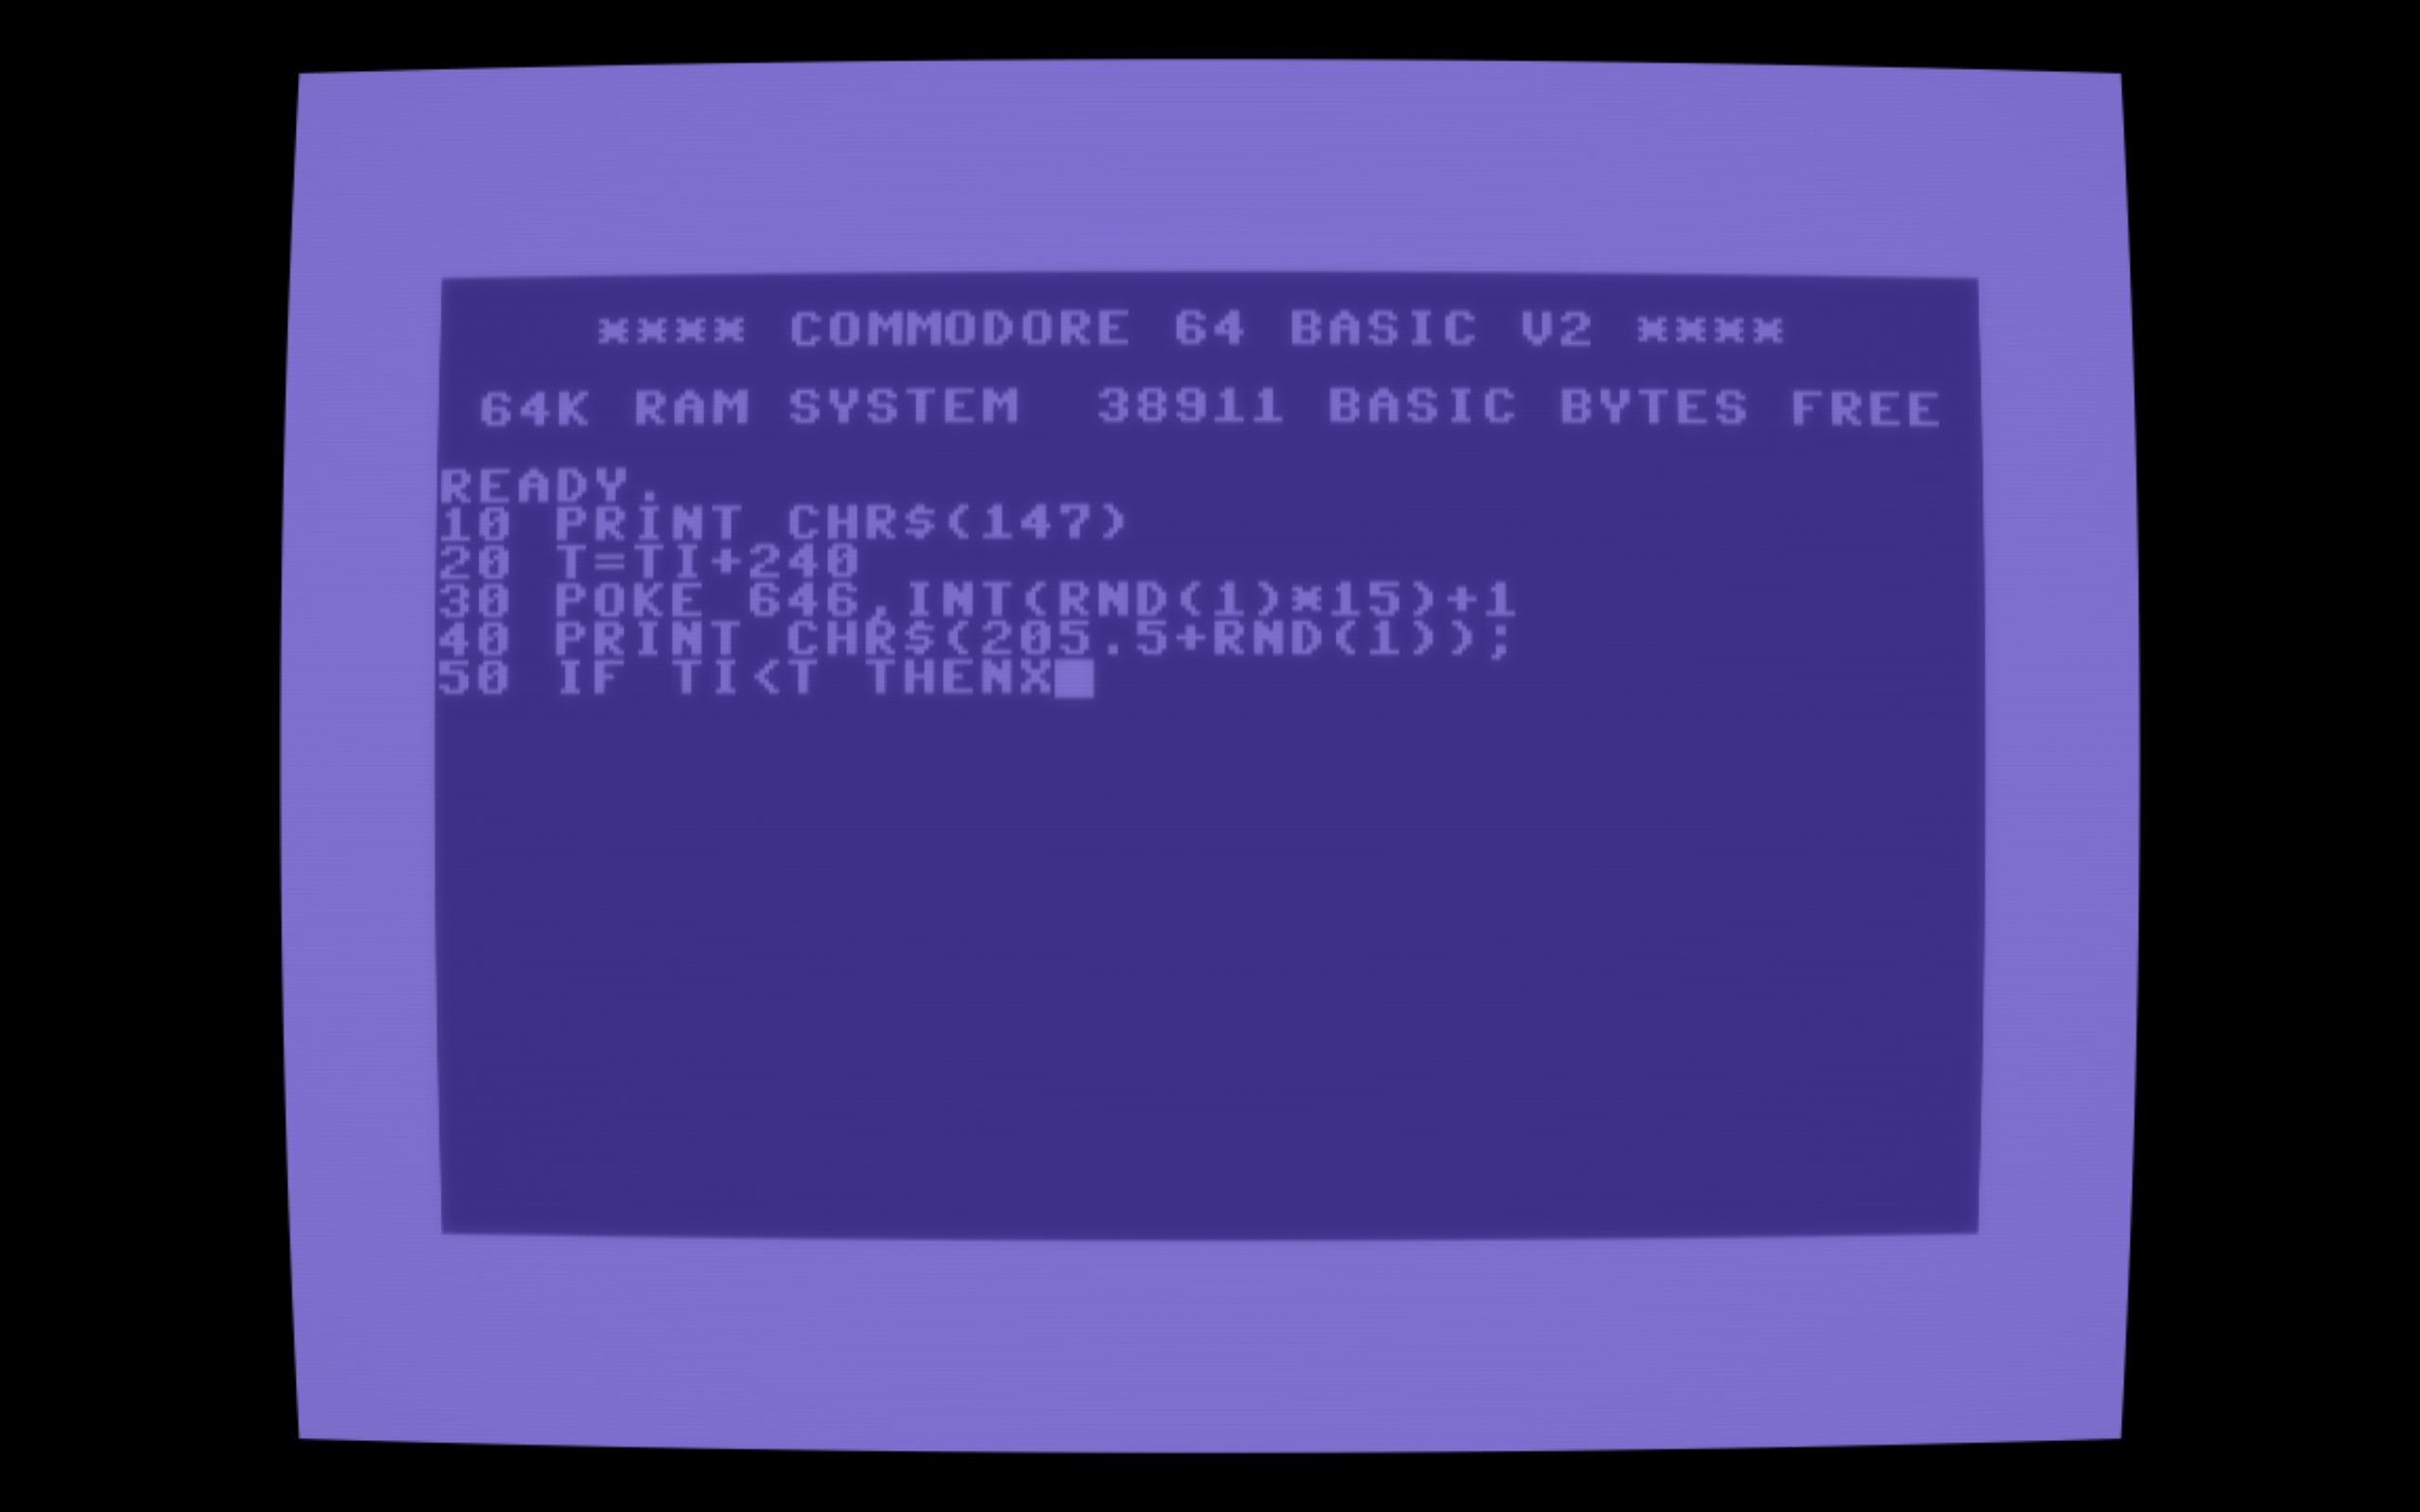 **** COMMODORE 64 BASIC V2 ****
64K RAM SYSTEM  38911 BASIC BYTES FREE
READY.
10 PRINT CHR$(147)
20 T=TI+240
30 POKE 646,INT(RND(1)*15)+1
40 PRINT CHR$(205.5+RND(1));
50 IF TI<T THENX